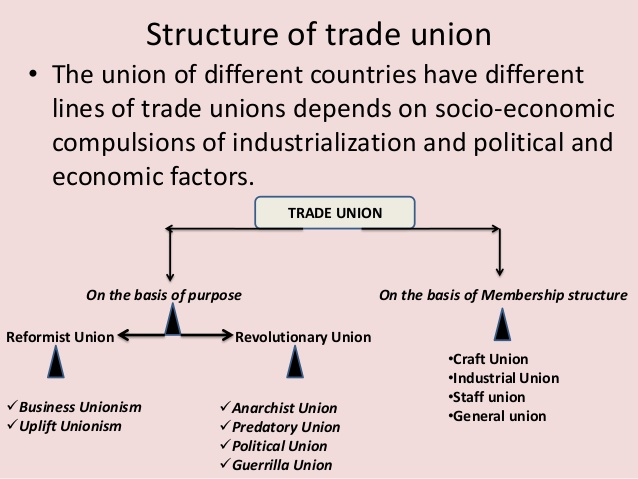 Structure of trade union
• The union of different countries have different
lines of trade unions depends on socio-economic
compulsions of industrialization and political and
economic factors.
TRADE UNION
On the basis of purpose
On the basis of Membership structure
Reformist Union
Revolutionary Union
✓Business Unionism
✓Uplift Unionism
✓Anarchist Union
✓Predatory Union
✓Political Union
✓Guerrilla Union
•Craft Union
•Industrial Union
•Staff union
•General union